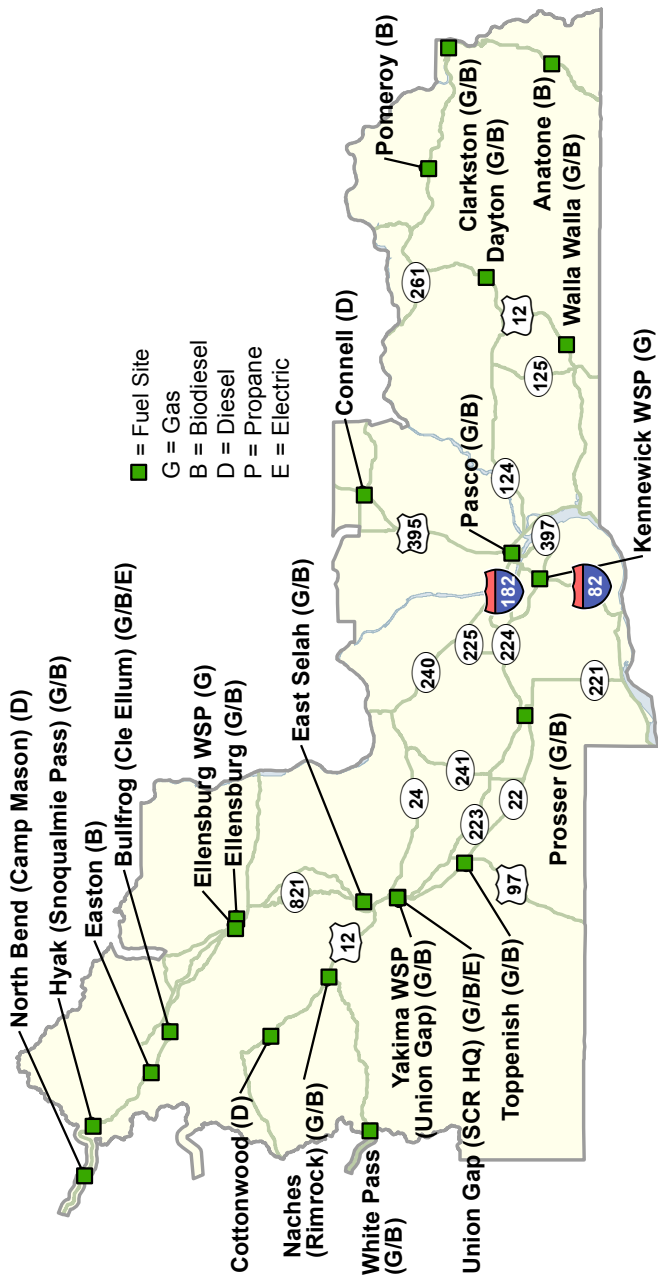 North Bend (Camp Mason) (D)
Hyak (Snoqualmie Pass) (G/B)
Easton (B)
Bullfrog (Cle Ellum) (G/B/E)
Ellensburg WSP (G)
Ellensburg (G/B)
East Selah (G/B)
Connell (D)
Pomeroy (B)
= Fuel Site
G = Gas
B = Biodiesel
D = Diesel
P = Propane
E = Electric
Cottonwood (D)
Naches
(Rimrock) (G/B)
White Pass
(G/B)
Yakima WSP
(Union Gap) (G/B)
Union Gap (SCR HQ) (G/B/E)
Toppenish (G/B)
Prosser (G/B)
Pasco (G/B)
Kennewick WSP (G)
Clarkston (G/B)
Dayton (G/B)
Anatone (B)
Walla Walla (G/B)
821
12
24
241
223
22
97
240
225
224
221
182
82
395
397
124
125
12
261